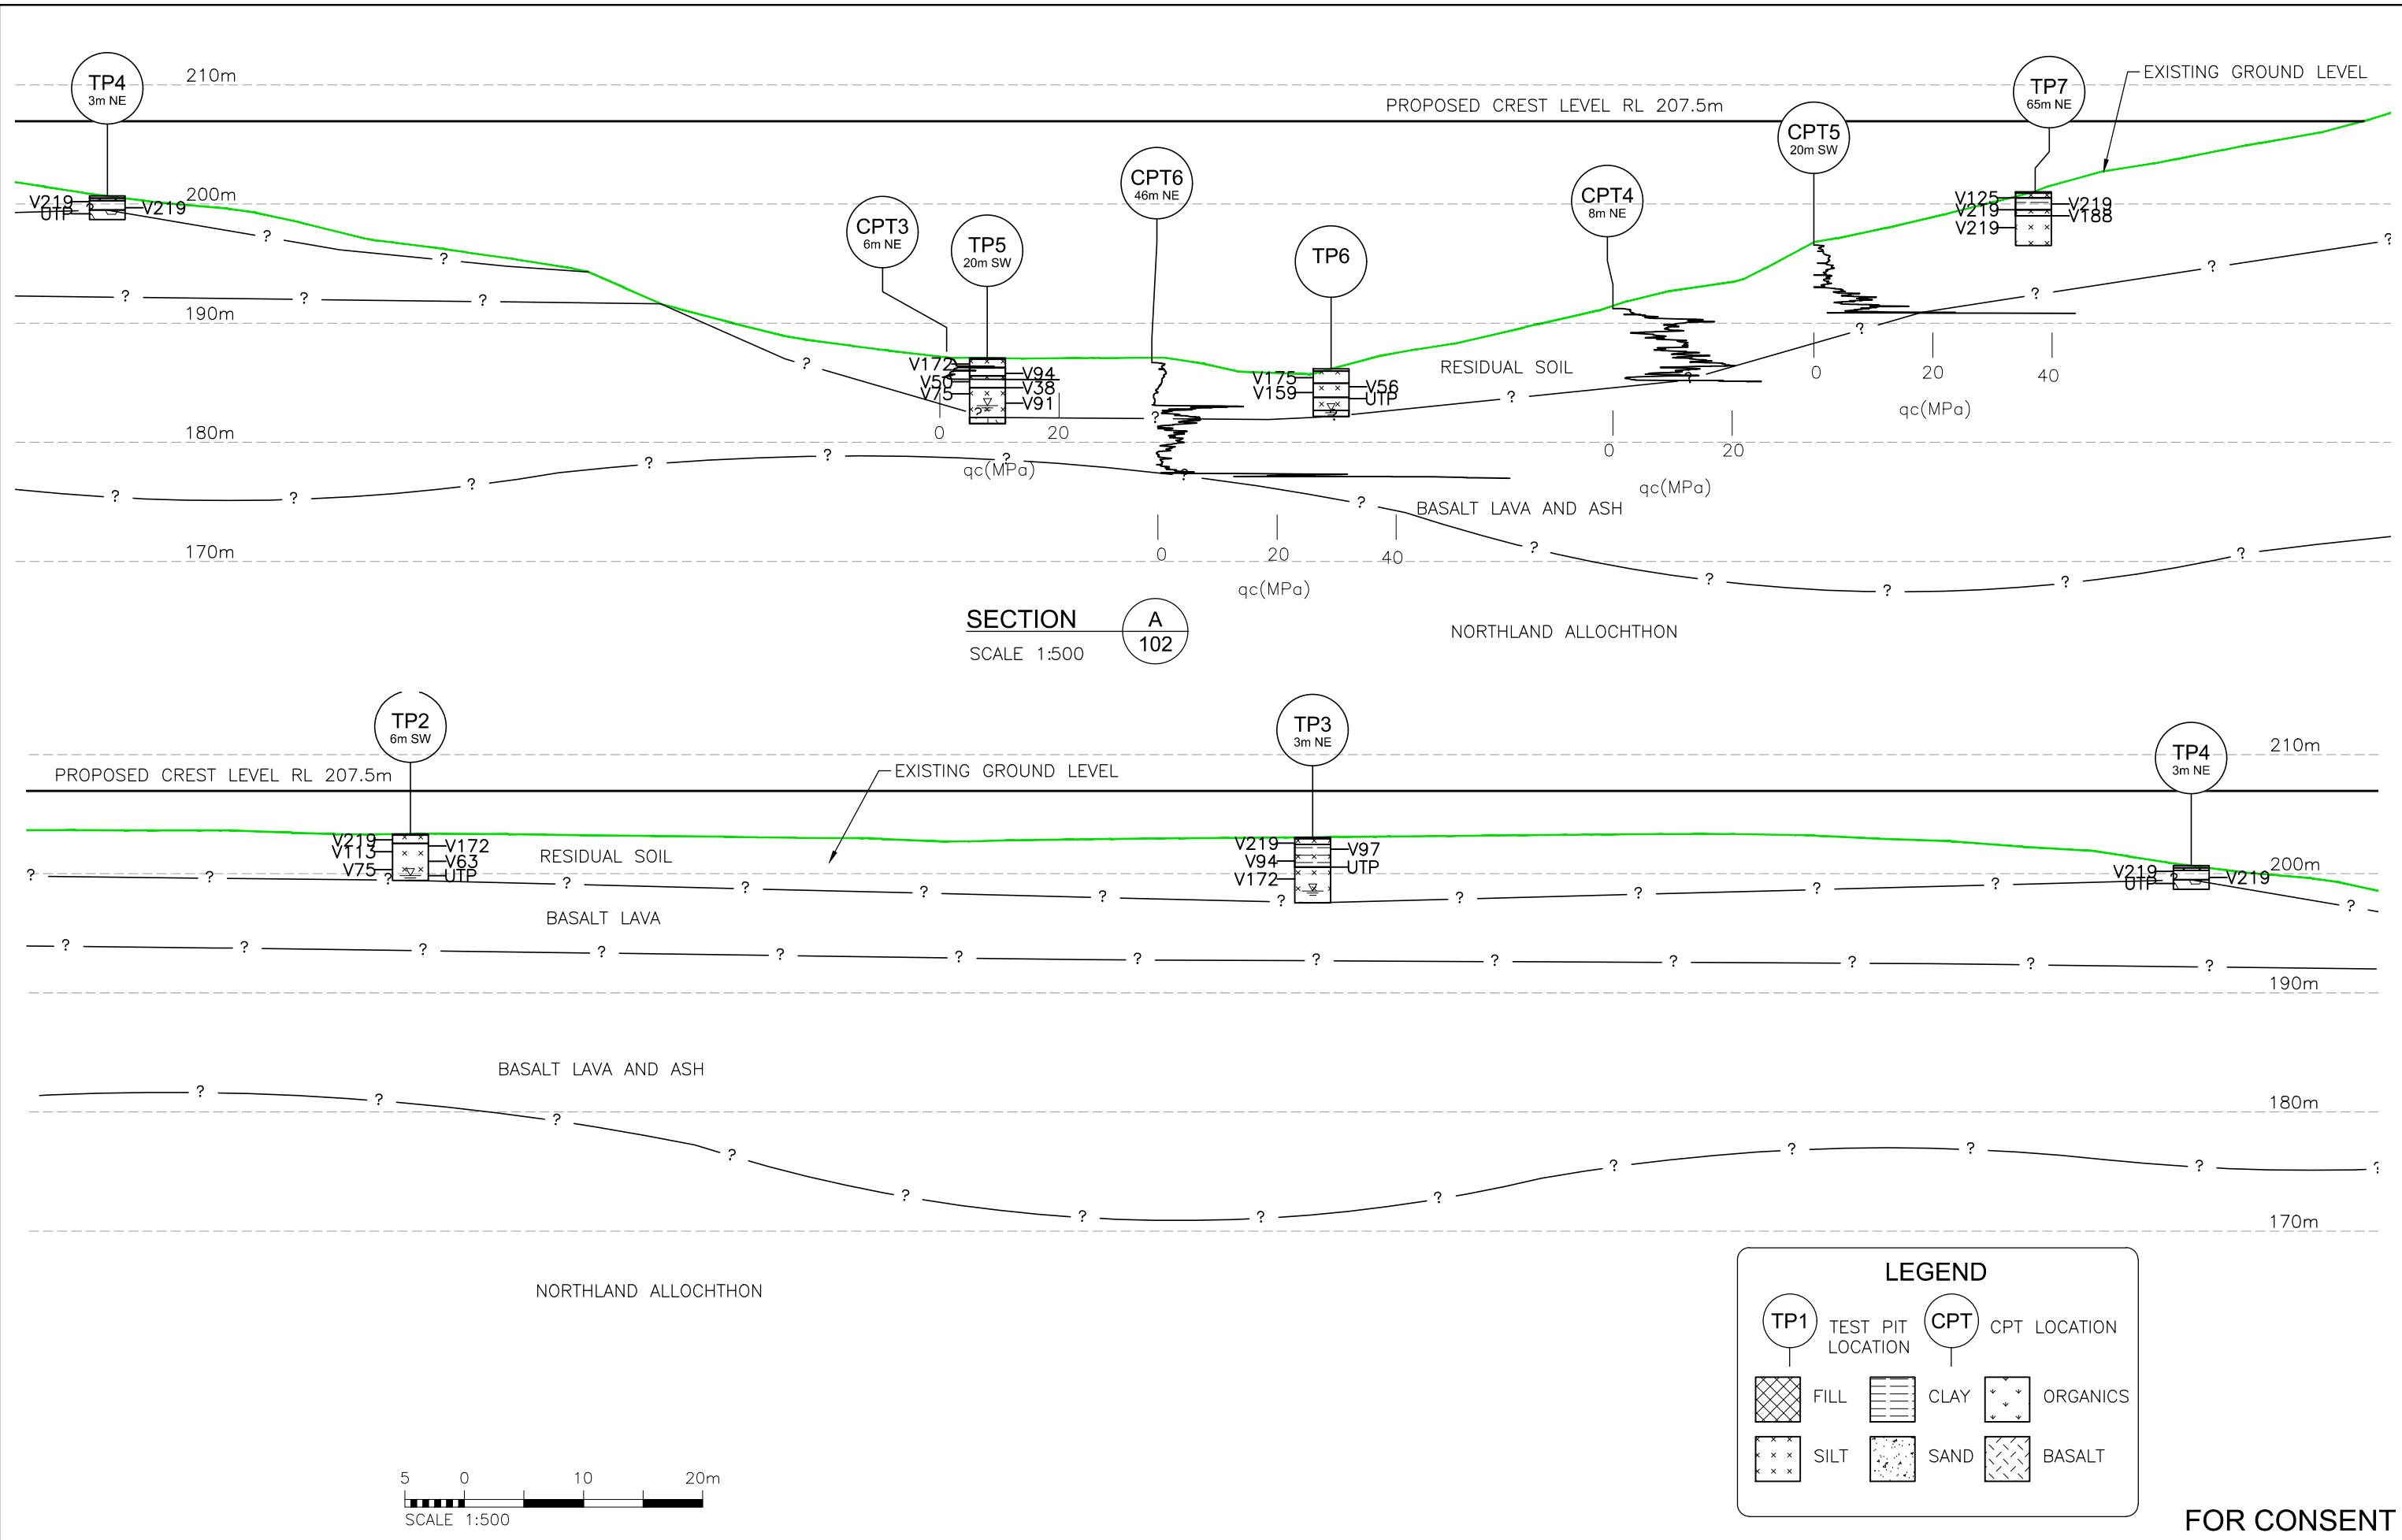 TP4
3m NE
210m
PROPOSED CREST LEVEL RL 207.5m
CPT5
20m SW
TP7
65m NE
EXISTING GROUND LEVEL
V219
UTP ?
V219
200m
CPT3
6m NE
TP5
20m SW
CPT6
46m NE
TP6
CPT4
8m NE
V125
V219
V219
V219
V188
? ? ? ?
? ? ?
190m
?
V172
V50
V75
V94
V38
V91
?
0 20
qc(MPa)
?
V175
V159
V56
UTP
?
RESIDUAL SOIL
?
?
0 20
qc(MPa)
?
0 20 40
qc(MPa)
180m
? ? ? ? ? ? ? ? ? ? ? ? ?
BASALT LAVA AND ASH
170m
0 20 40
qc(MPa)
SECTION
A
102
SCALE 1:500
NORTHLAND ALLOCHTHON
TP2
6m SW
TP3
3m NE
TP4
3m NE
210m
PROPOSED CREST LEVEL RL 207.5m
EXISTING GROUND LEVEL
V219
V113
V75
V172
V63
UTP
RESIDUAL SOIL
V219
V94
V172
V97
UTP
200m
V219
UTP ?
V219
? ? ? ? ? ? ? ? ? ? ? ? ?
BASALT LAVA
? ? ? ? ? ? ? ? ? ? ? ? ?
190m
BASALT LAVA AND ASH
? ? ? ? ? ? ? ? ? ? ? ? ?
180m
170m
NORTHLAND ALLOCHTHON
LEGEND
TP1
TEST PIT
LOCATION
CPT
CPT LOCATION
FILL
CLAY
ORGANICS
SILT
SAND
BASALT
5 0 10 20m
SCALE 1:500
FOR CONSENT